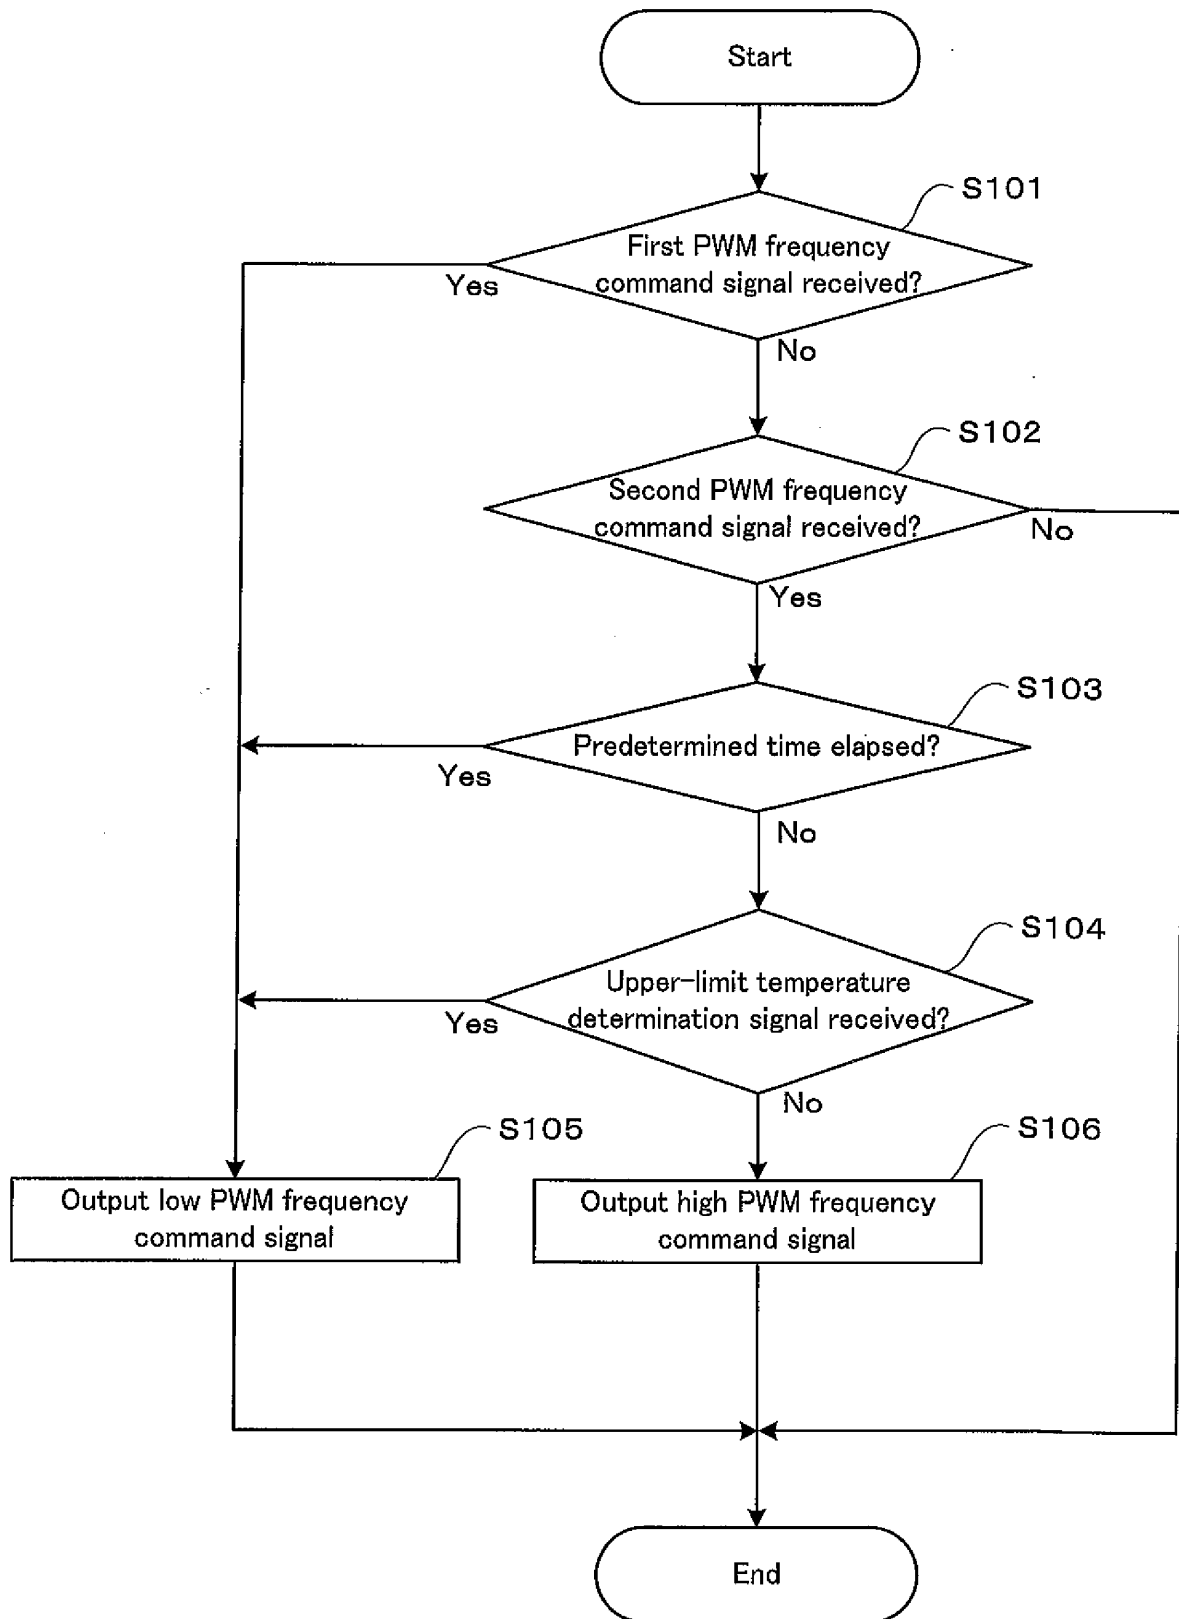 Start
S101
First PWM frequency
command signal received?
Yes
No
S102
Second PWM frequency
command signal received?
No
Yes
S103
Predetermined time elapsed?
Yes
No
S104
Upper-limit temperature
determination signal received?
Yes
No
S105
S106
Output low PWM frequency
command signal
Output high PWM frequency
command signal
End